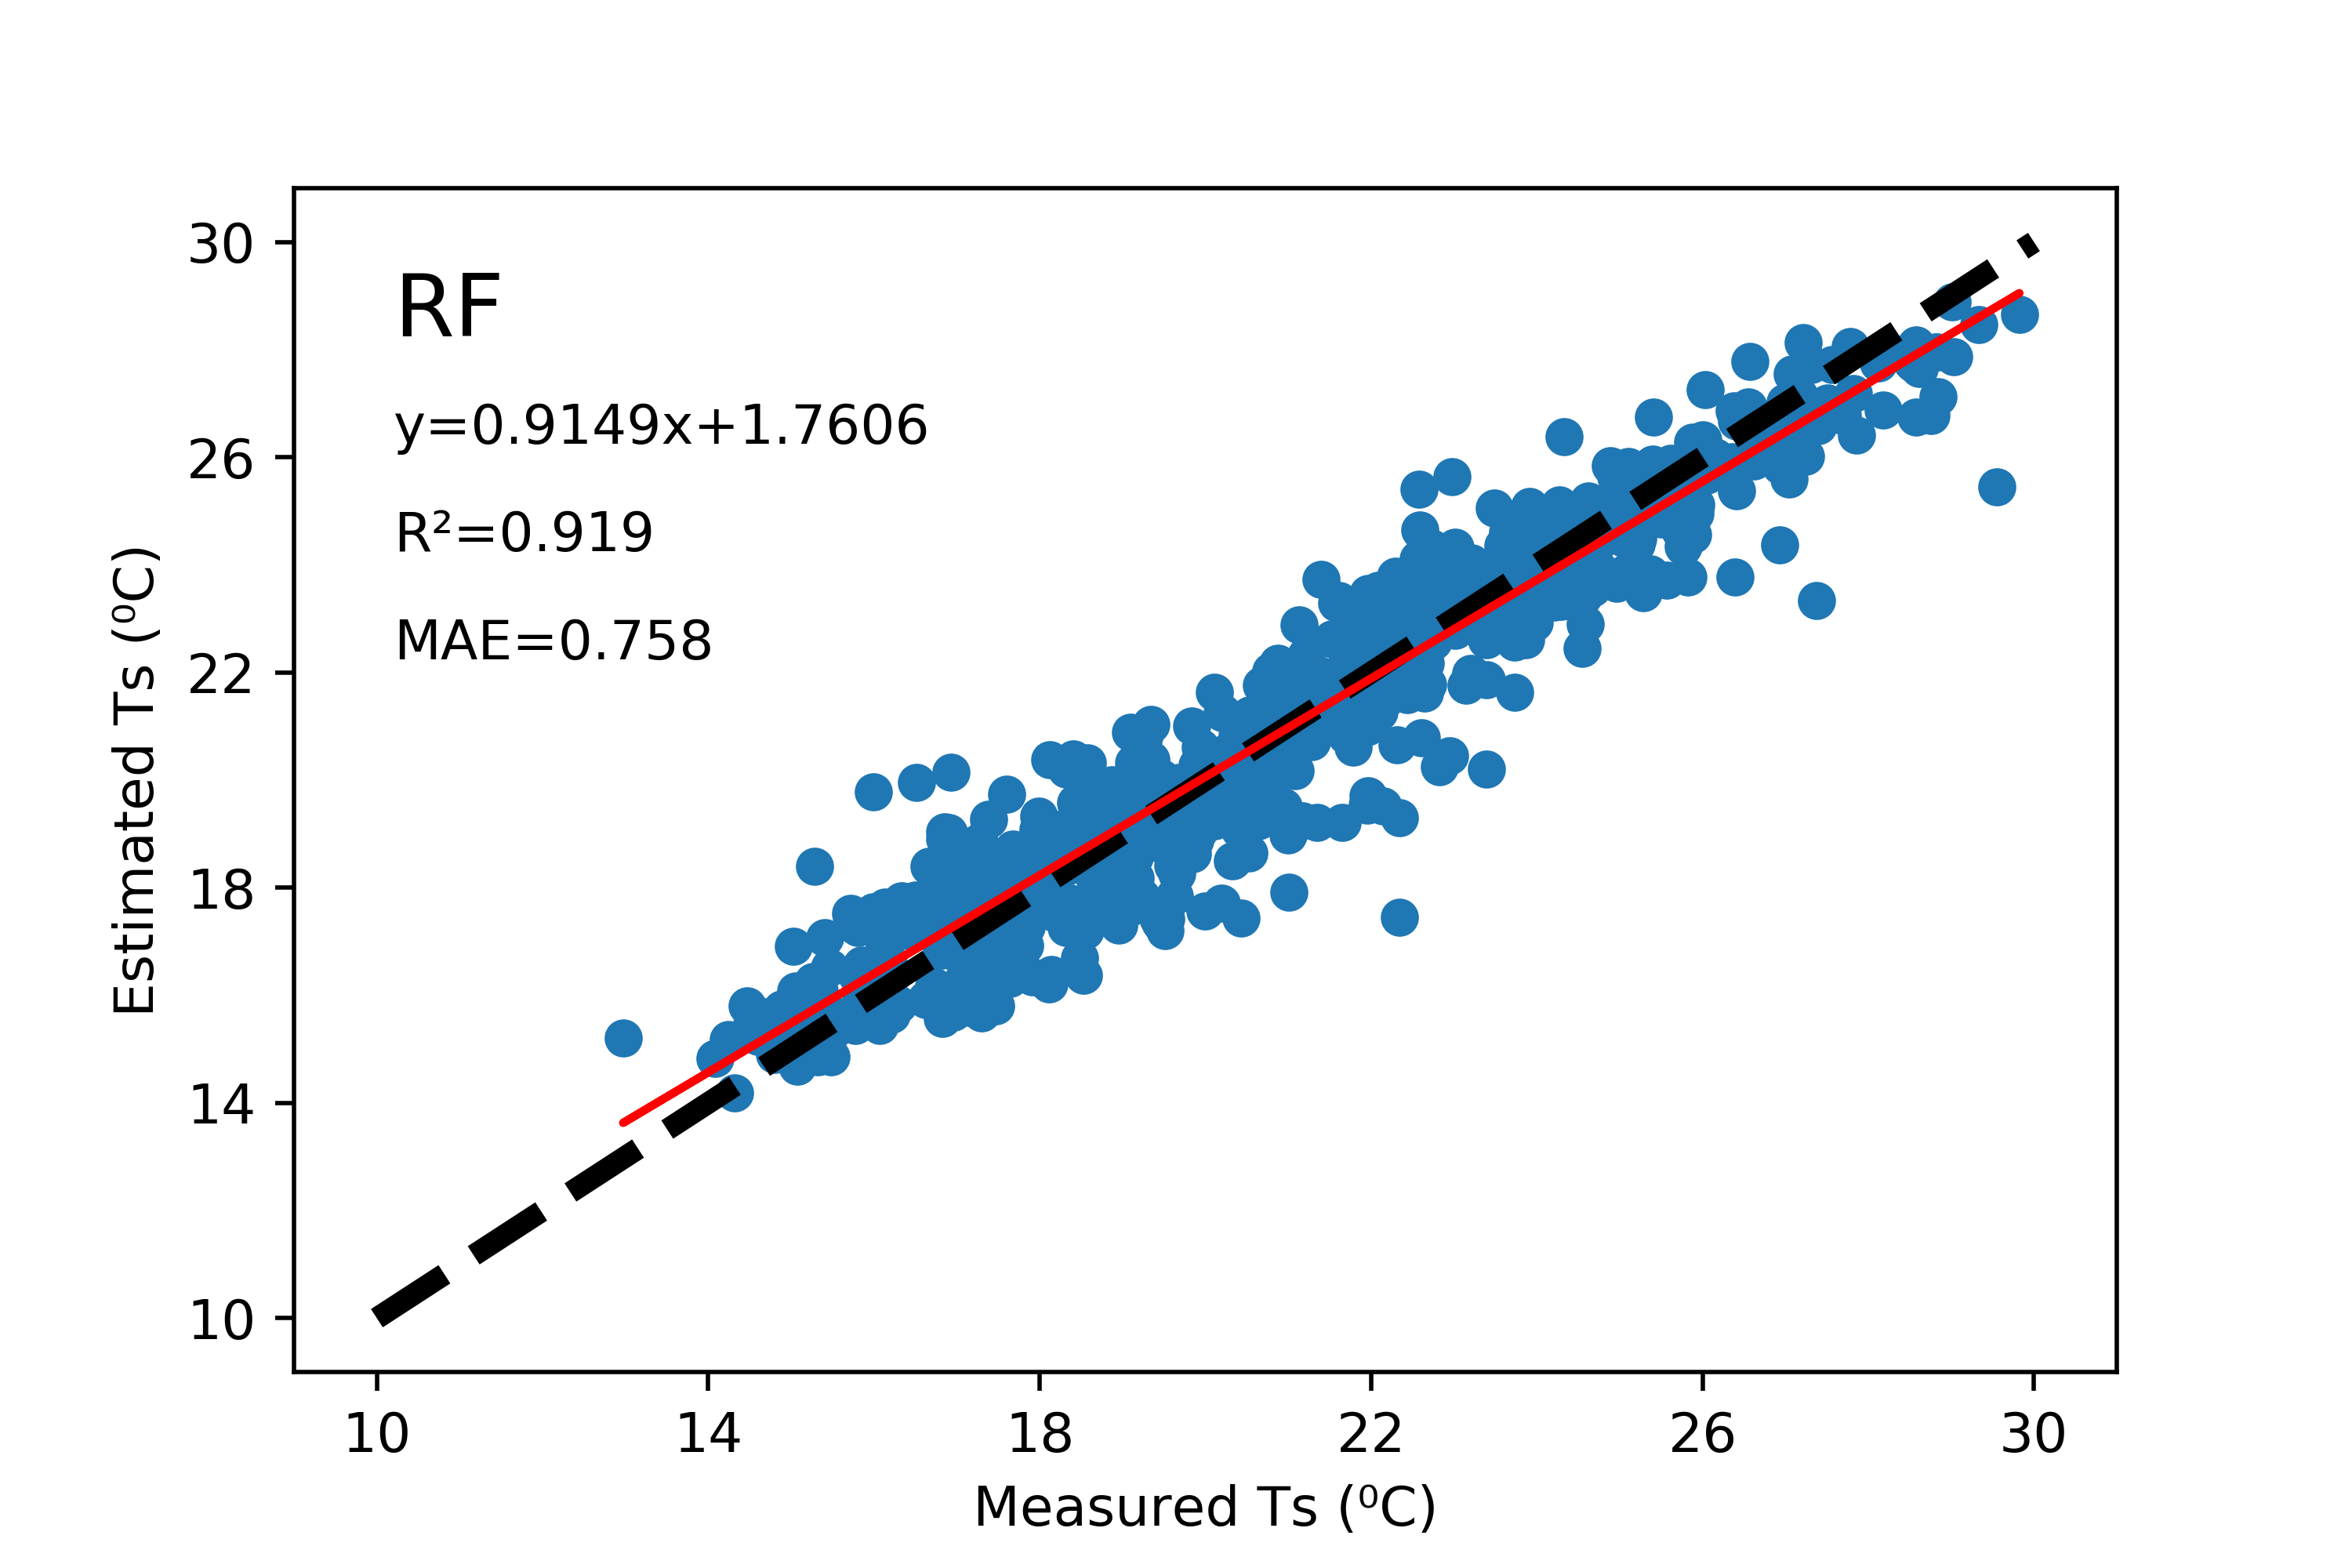 RF
y=0.9149x+1.7606
R²=0.919
MAE=0.758
30
26
22
18
14
10
Estimated Ts (⁰C)
10 14 18 22 26 30
Measured Ts (⁰C)